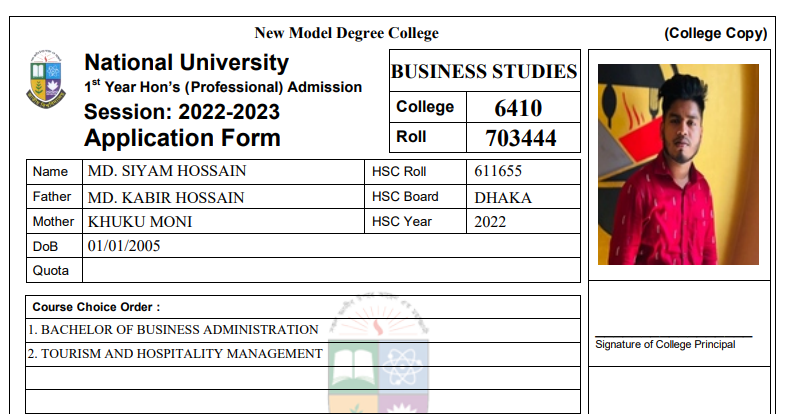 New Model Degree College
(College Copy)
National University
1st Year Hon's (Professional) Admission
Session: 2022-2023
Application Form
BUSINESS STUDIES
College 6410
Roll 703444
Name MD. SIYAM HOSSAIN HSC Roll 611655
Father MD. KABIR HOSSAIN HSC Board DHAKA
Mother KHUKU MONI HSC Year 2022
DoB 01/01/2005
Quota
Course Choice Order :
1. BACHELOR OF BUSINESS ADMINISTRATION
2. TOURISM AND HOSPITALITY MANAGEMENT
Signature of College Principal